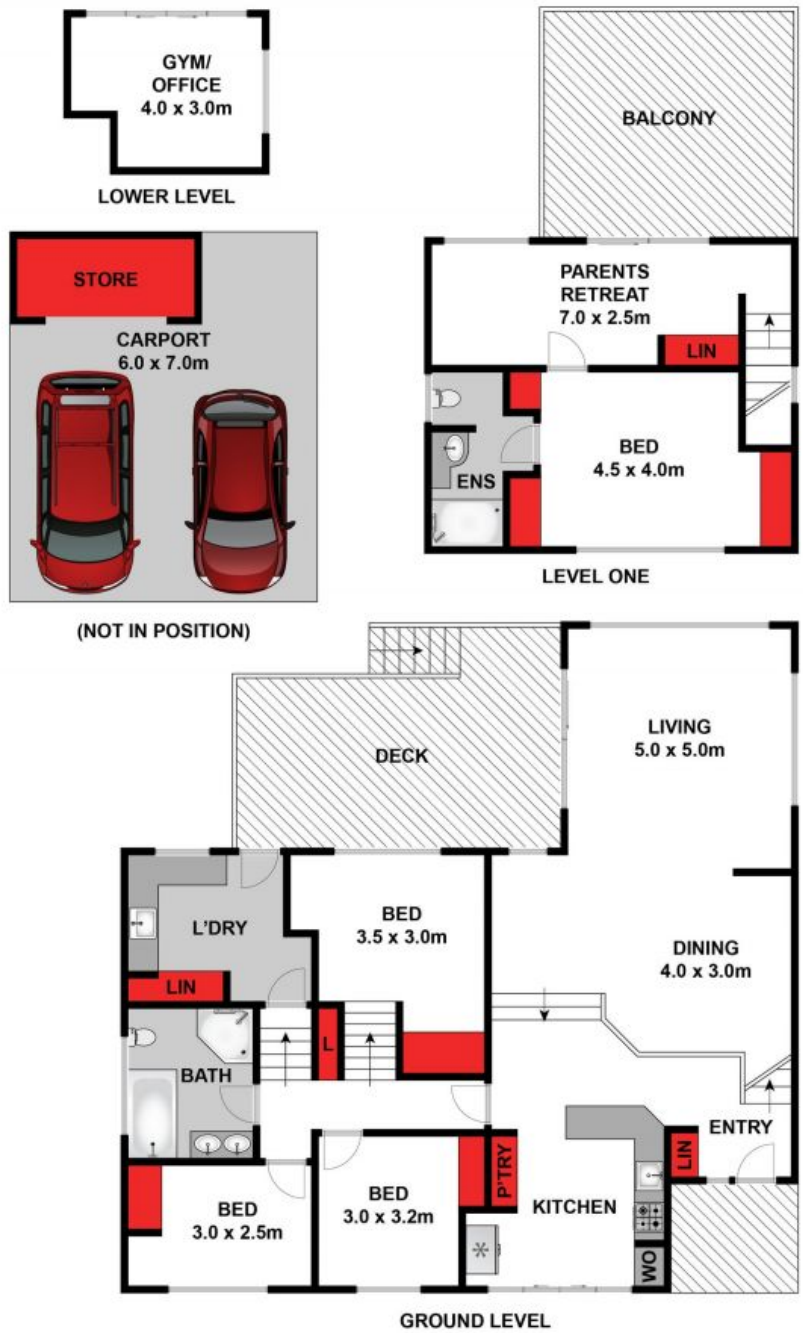 GYM/
OFFICE
4.0 x 3.0m
LOWER LEVEL
STORE
CARPORT
6.0 x 7.0m
(NOT IN POSITION)
BALCONY
PARENTS
RETREAT
7.0 x 2.5m
LIN
BED
4.5 x 4.0m
ENS
LEVEL ONE
LIVING
5.0 x 5.0m
DECK
L'DRY
LIN
BED
3.5 x 3.0m
DINING
4.0 x 3.0m
L
BATH
ENTRY
LIN
P'TRY
KITCHEN
WO
BED
3.0 x 2.5m
BED
3.0 x 3.2m
GROUND LEVEL